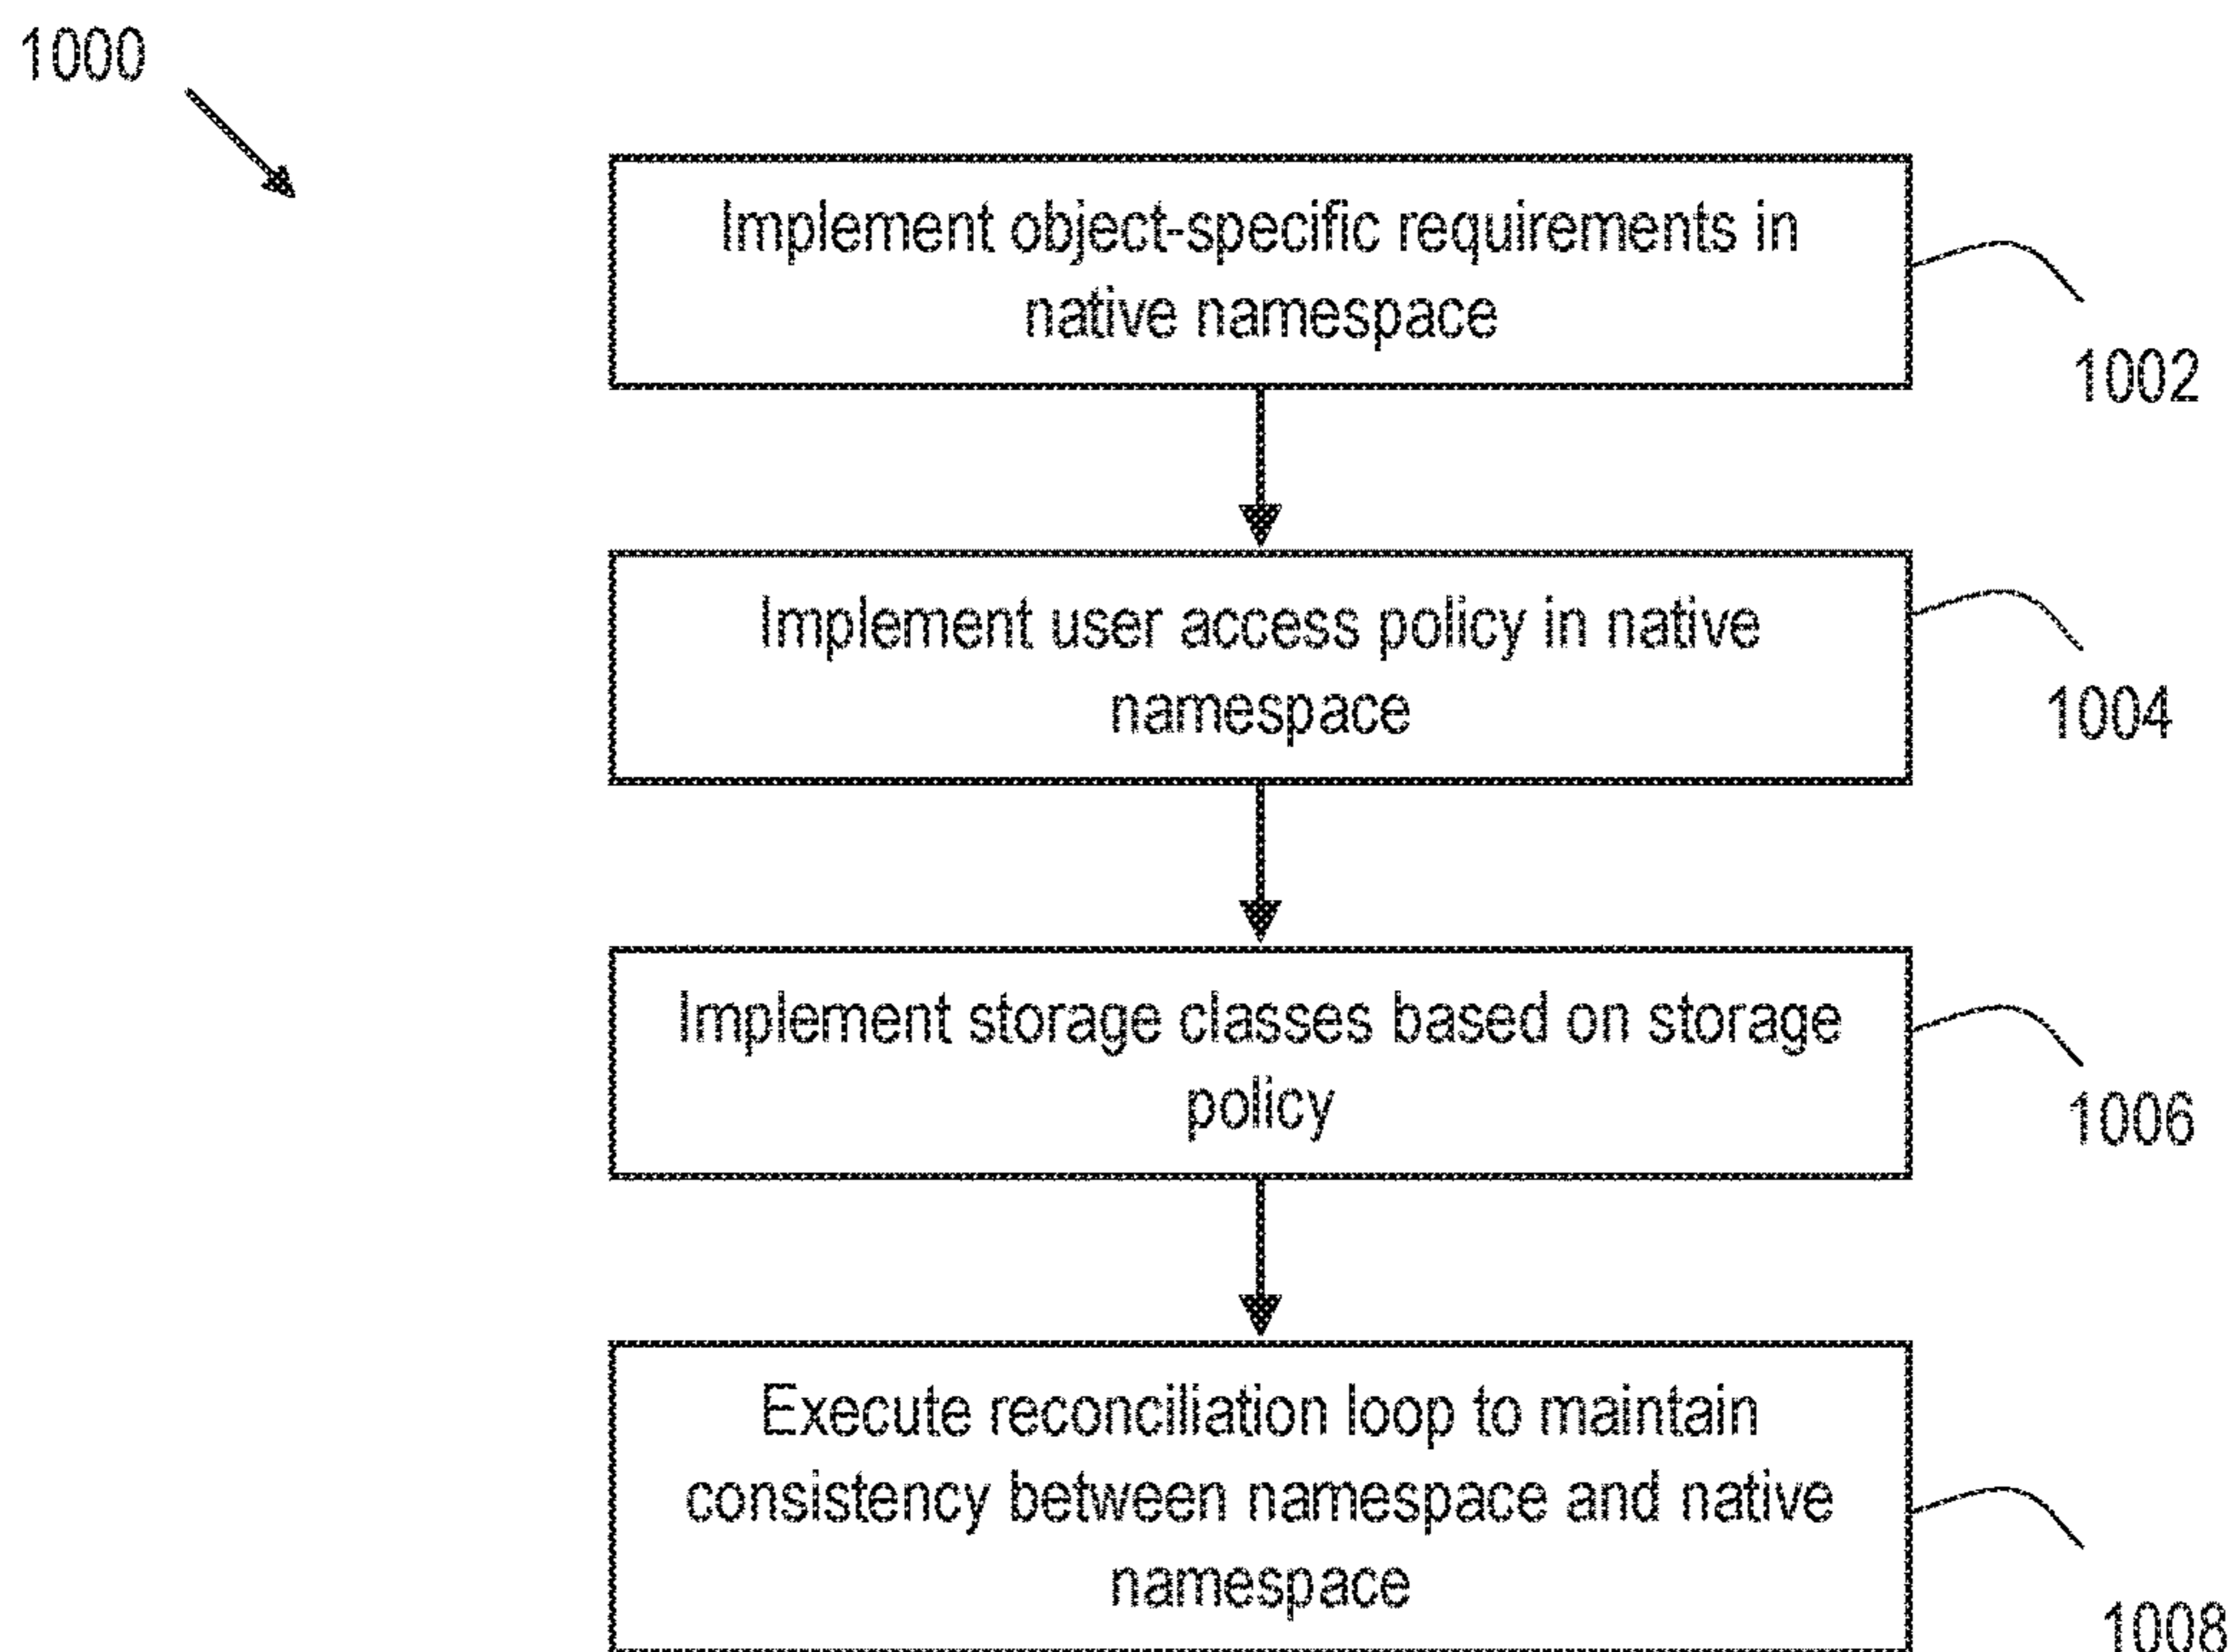 1000
Implement object-specific requirements in
native namespace
1002
Implement user access policy in native
namespace
1004
Implement storage classes based on storage
policy
1006
Execute reconciliation loop to maintain
consistency between namespace and native
namespace
1008